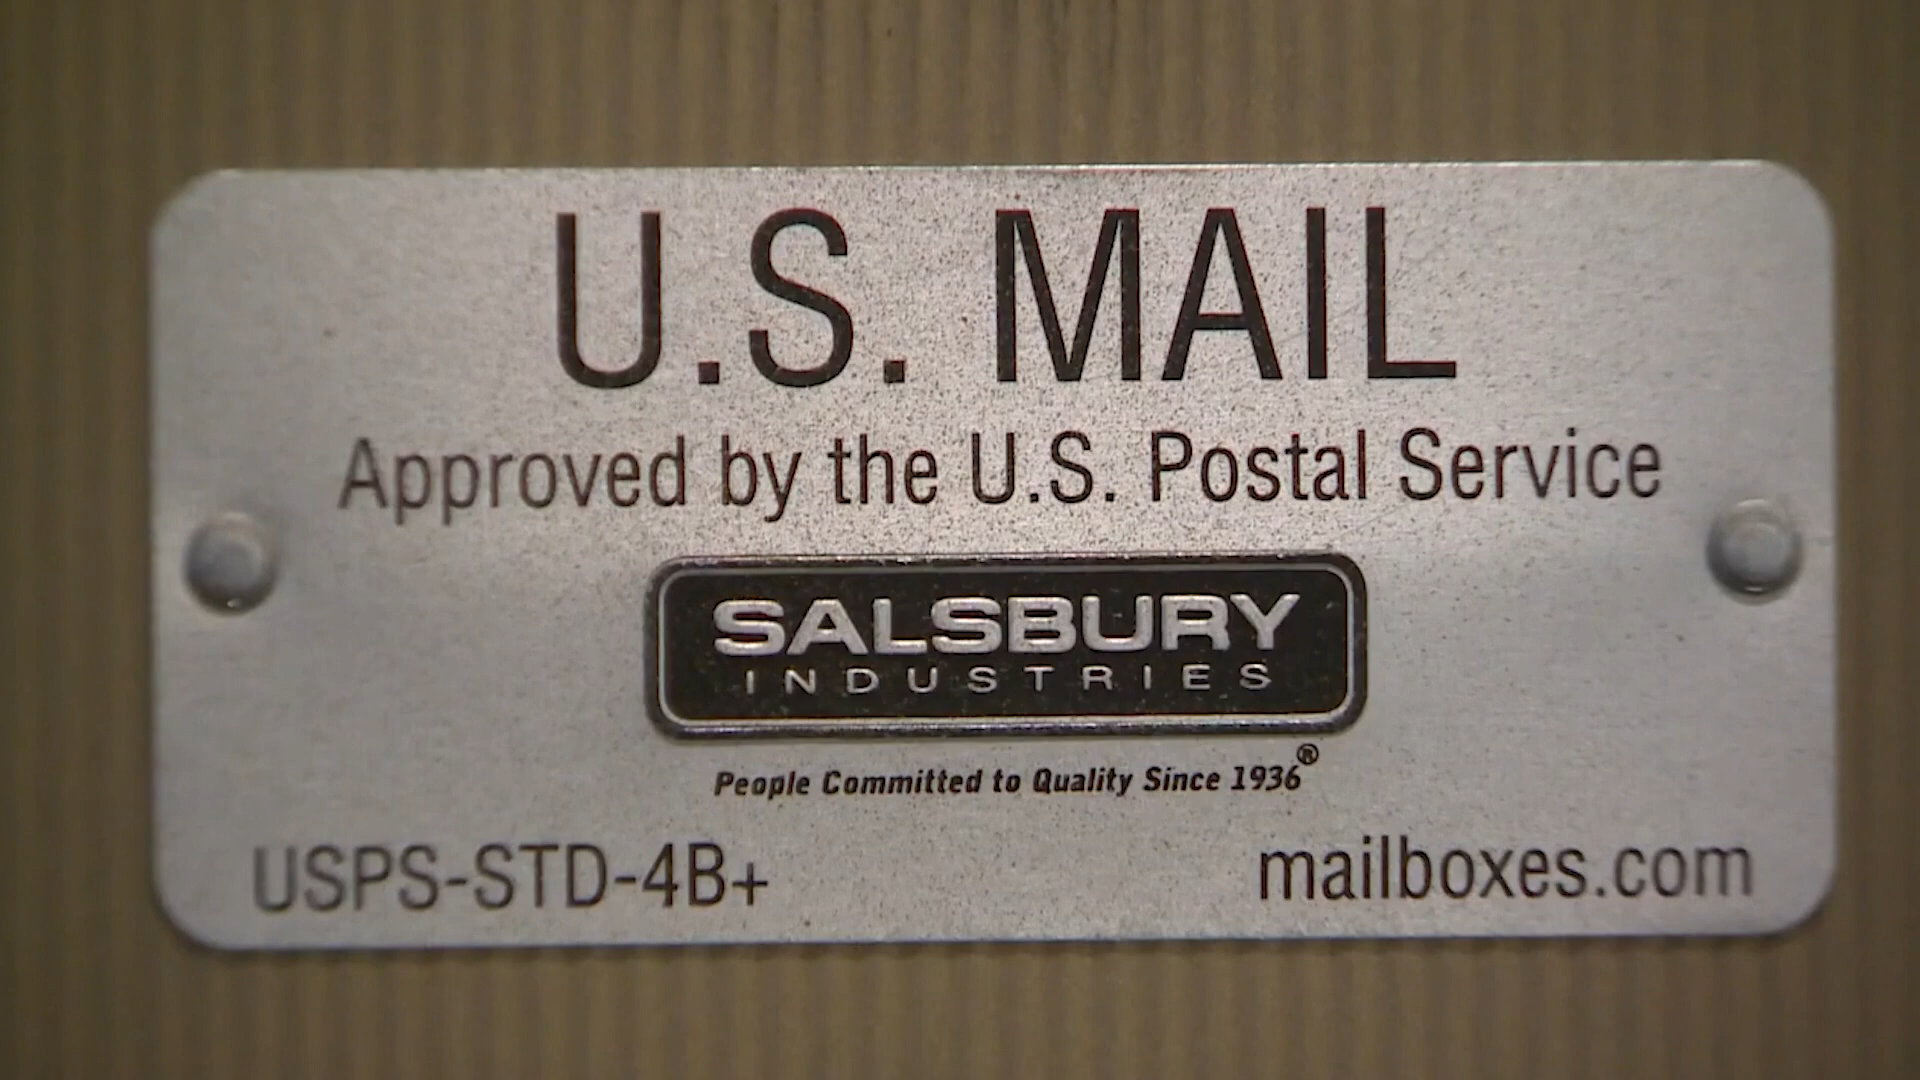 U.S. MAIL
Approved by the U.S. Postal Service
SALSBURY
INDUSTRIES
People Committed to Quality Since 1936®
USPS-STD-4B+
mailboxes.com